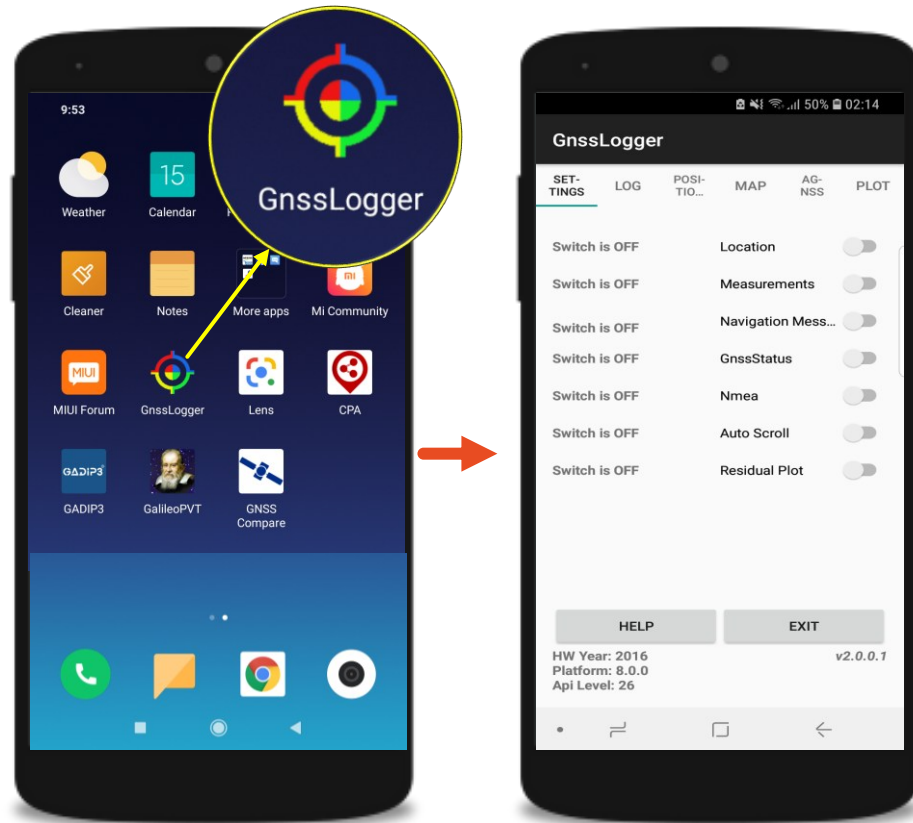 9:53
15
Weather
Calendar
GnssLogger
Cleaner
Notes
More apps
Mi Community
MIUI
MIUI Forum
GnssLogger
Lens
CPA
GADIP3
GADIP3
GalileoPVT
GNSS
Compare
50% 02:14
GnssLogger
SET-
TINGS
LOG
POSI-
TIO...
MAP
AG-
NSS
PLOT
Switch is OFF Location
Switch is OFF Measurements
Switch is OFF Navigation Mess...
Switch is OFF GnssStatus
Switch is OFF Nmea
Switch is OFF Auto Scroll
Switch is OFF Residual Plot
HELP EXIT
HW Year: 2016 v2.0.0.1
Platform: 8.0.0
Api Level: 26